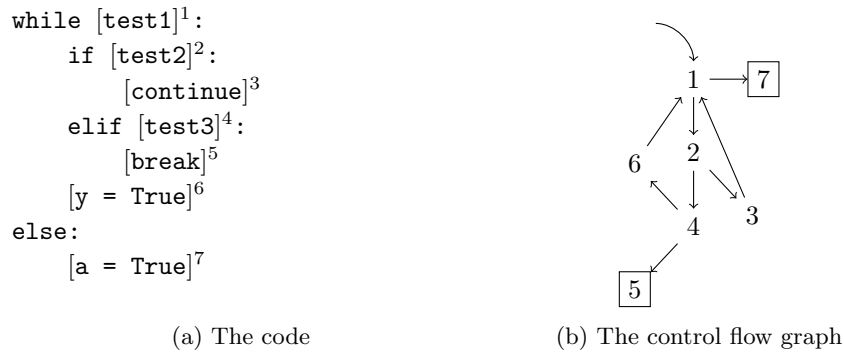 while [test1]¹:
    if [test2]²:
        [continue]³
    elif [test3]⁴:
        [break]⁵
    [y = True]⁶
else:
    [a = True]⁷
(a) The code
1 7
2
6
3
4
5
(b) The control flow graph